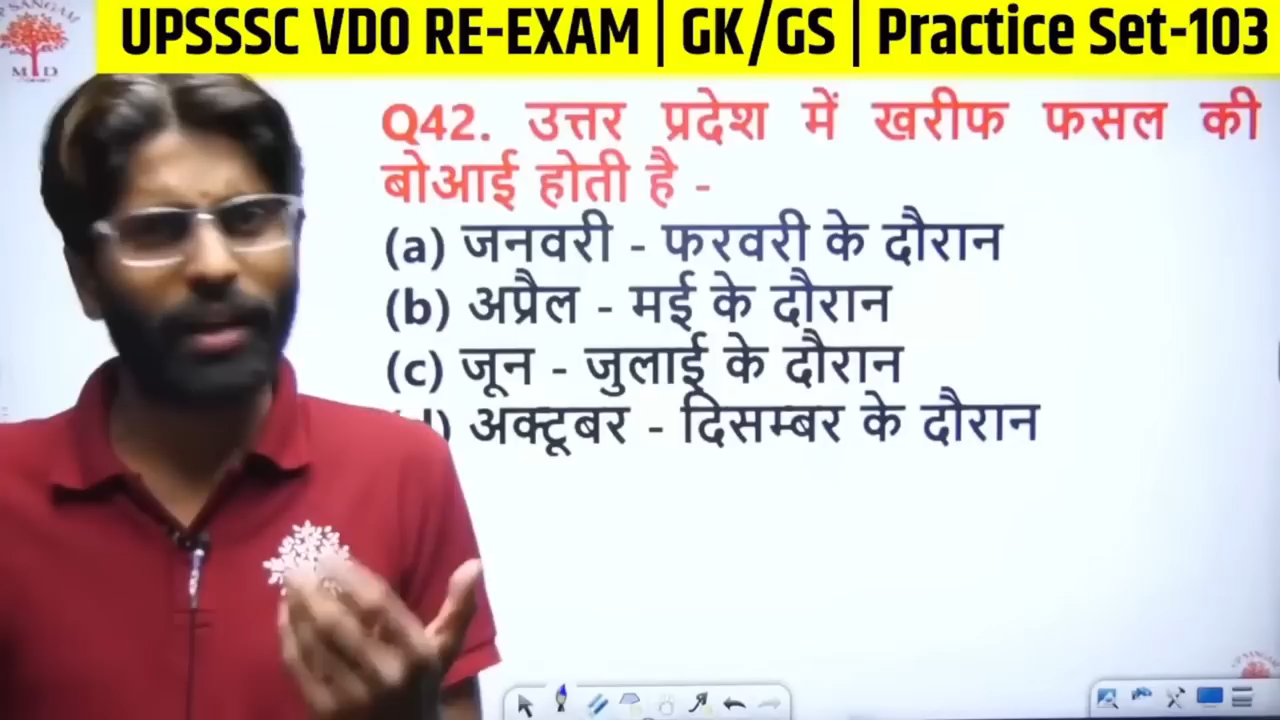 UPSSSC VDO RE-EXAM | GK/GS | Practice Set-103
Q42. उत्तर प्रदेश में खरीफ फसल की
बोआई होती है -
(a) जनवरी - फरवरी के दौरान
(b) अप्रैल - मई के दौरान
(c) जून - जुलाई के दौरान
अक्टूबर - दिसम्बर के दौरान